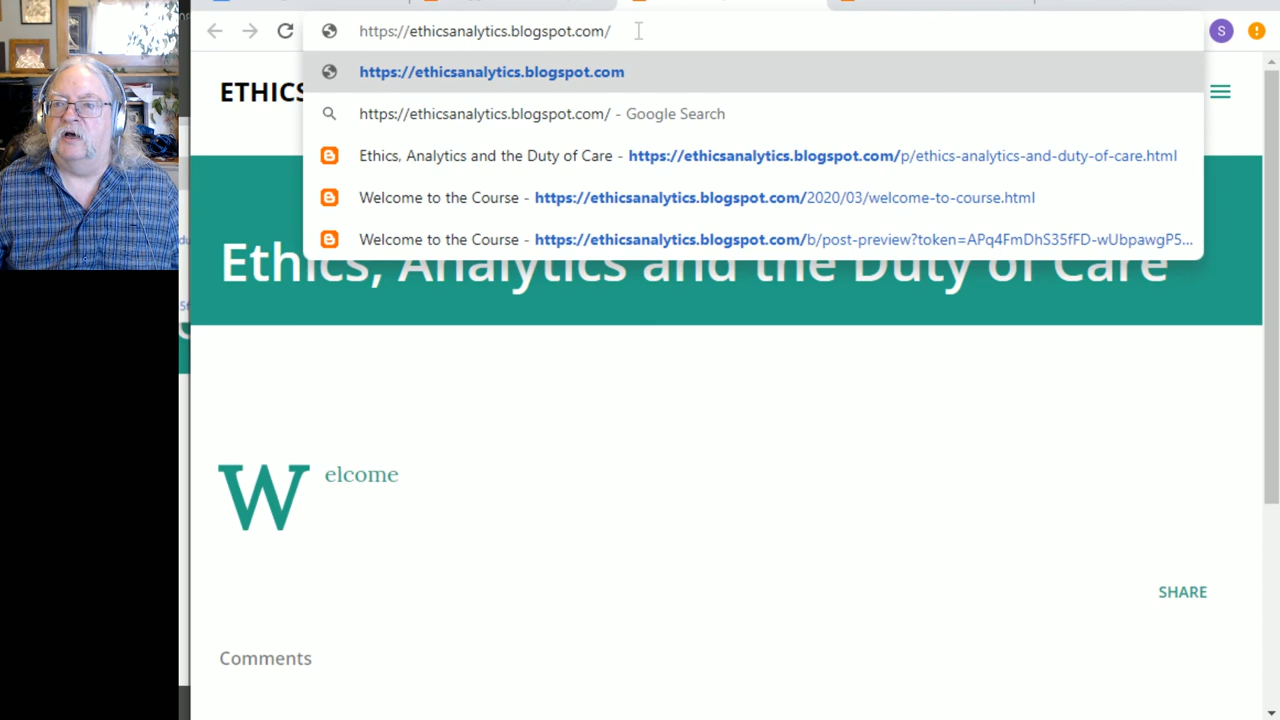 https://ethicsanalytics.blogspot.com/
S
https://ethicsanalytics.blogspot.com
ETHICS
https://ethicsanalytics.blogspot.com/ - Google Search
Ethics, Analytics and the Duty of Care - https://ethicsanalytics.blogspot.com/p/ethics-analytics-and-duty-of-care.html
Welcome to the Course - https://ethicsanalytics.blogspot.com/2020/03/welcome-to-course.html
Welcome to the Course - https://ethicsanalytics.blogspot.com/b/post-preview?token=APq4FmDhS35fFD-wUbpawgP5...
Ethics, Analytics and the Duty of Care
Welcome
SHARE
Comments